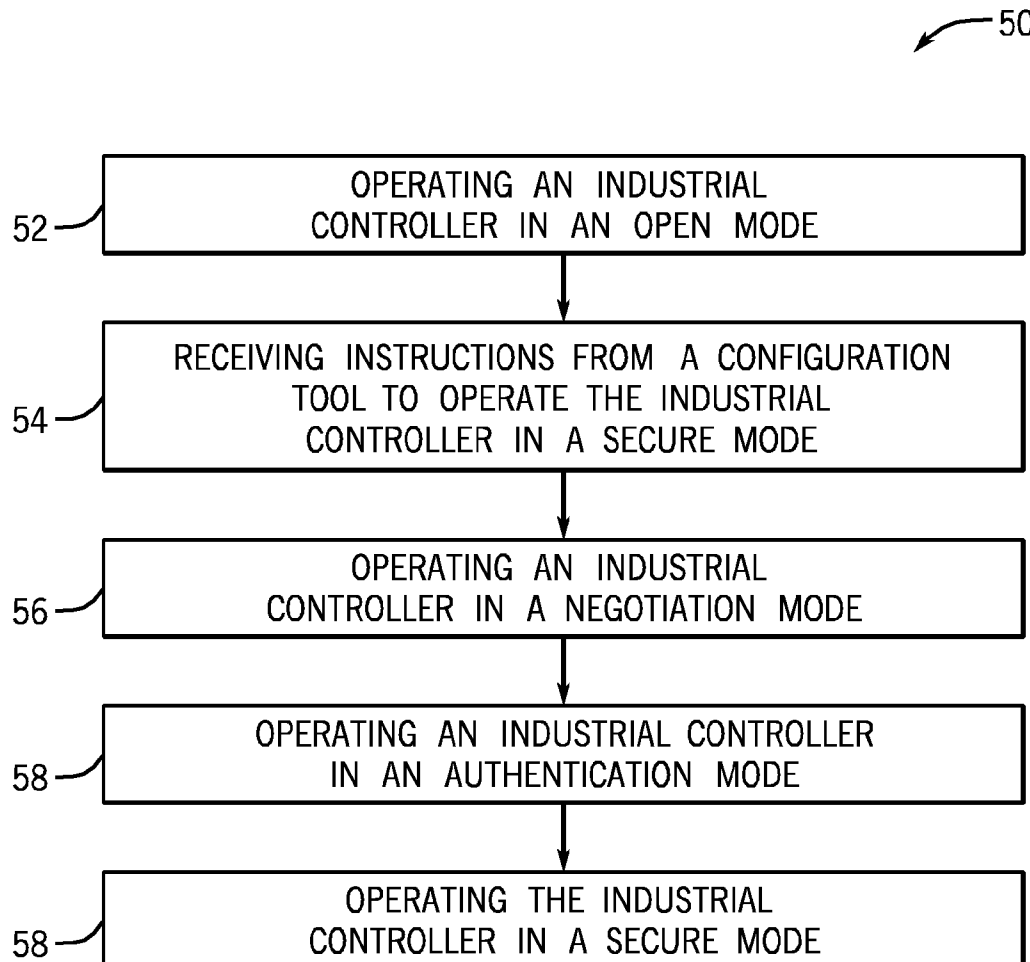 50
52
OPERATING AN INDUSTRIAL
CONTROLLER IN AN OPEN MODE
54
RECEIVING INSTRUCTIONS FROM A CONFIGURATION
TOOL TO OPERATE THE INDUSTRIAL
CONTROLLER IN A SECURE MODE
56
OPERATING AN INDUSTRIAL
CONTROLLER IN A NEGOTIATION MODE
58
OPERATING AN INDUSTRIAL CONTROLLER
IN AN AUTHENTICATION MODE
58
OPERATING THE INDUSTRIAL
CONTROLLER IN A SECURE MODE